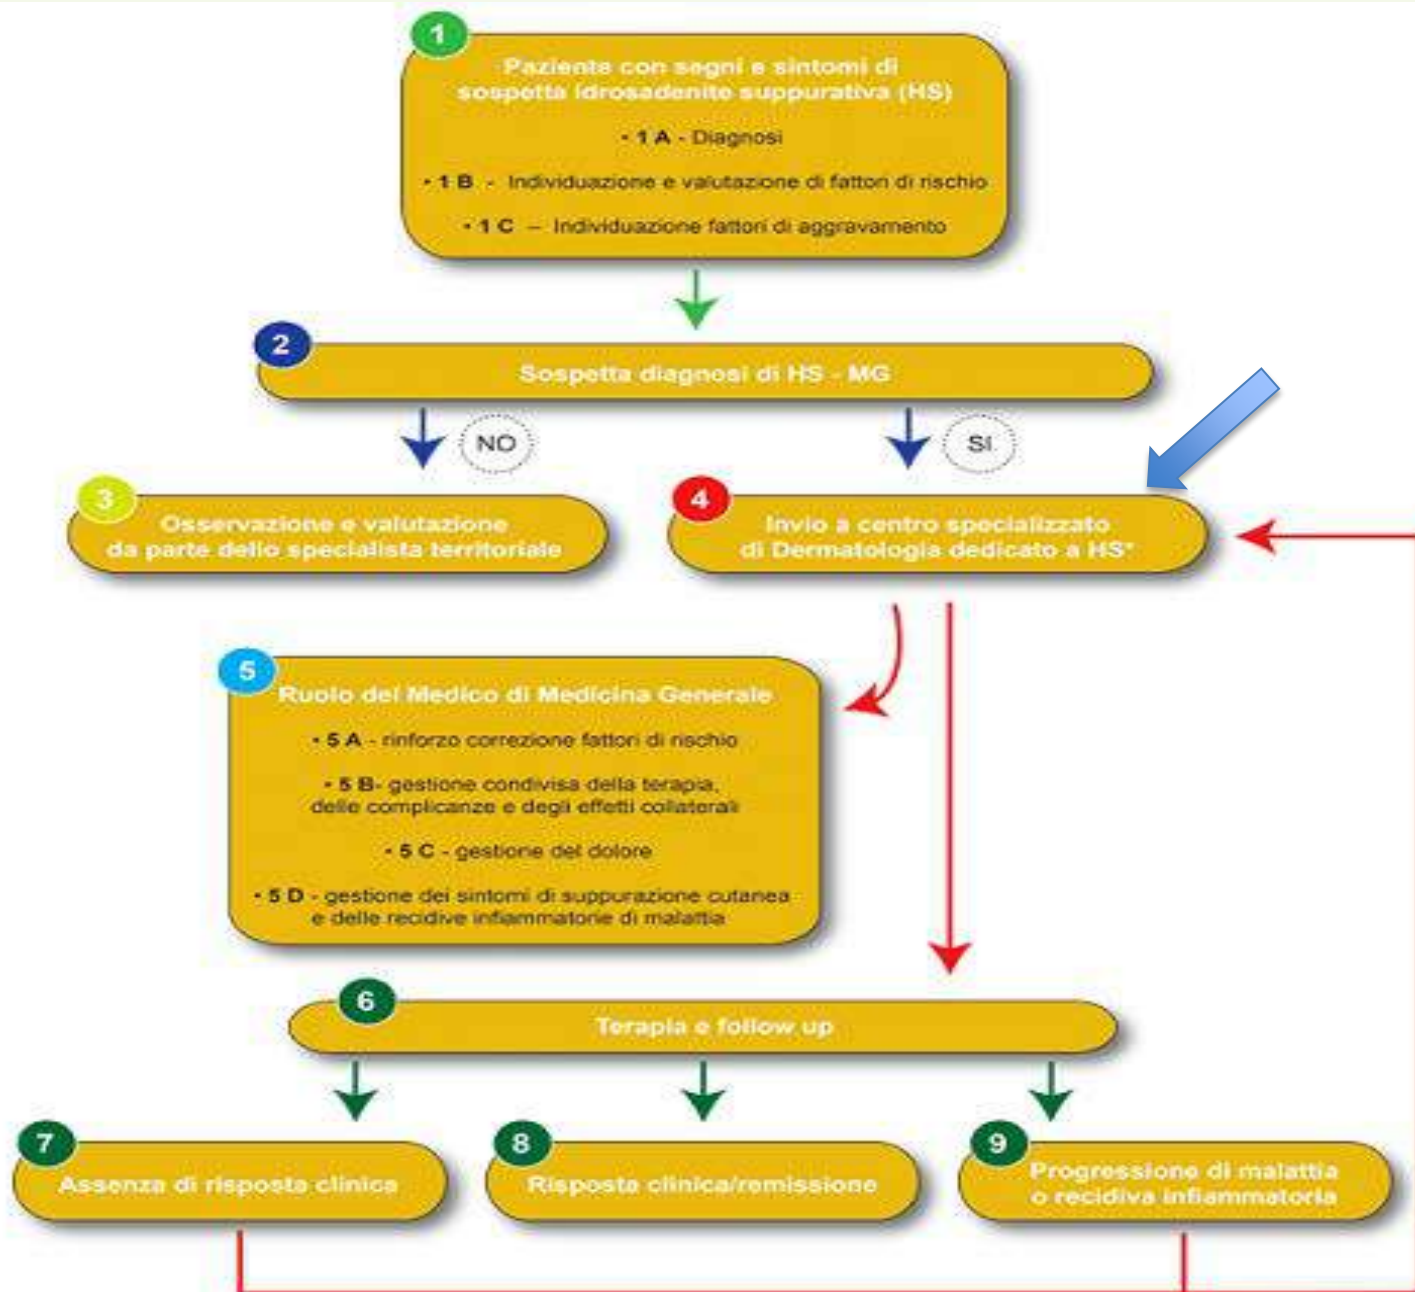 1
Paziente con segni e sintomi di
sospetta idrosadenite suppurativa (HS)
• 1 A - Diagnosi
• 1 B - Individuazione e valutazione di fattori di rischio
• 1 C – Individuazione fattori di aggravamento
2
Sospetta diagnosi di HS - MG
NO
SI
3
Osservazione e valutazione
da parte dello specialista territoriale
4
Invio a centro specializzato
di Dermatologia dedicato a HS*
5
Ruolo del Medico di Medicina Generale
• 5 A - rinforzo correzione fattori di rischio
• 5 B- gestione condivisa della terapia,
delle complicanze e degli effetti collaterali
• 5 C - gestione del dolore
• 5 D - gestione dei sintomi di suppurazione cutanea
e delle recidive infiammatorie di malattia
6
Terapia e follow up
7
Assenza di risposta clinica
8
Risposta clinica/remissione
9
Progressione di malattia
o recidiva infiammatoria